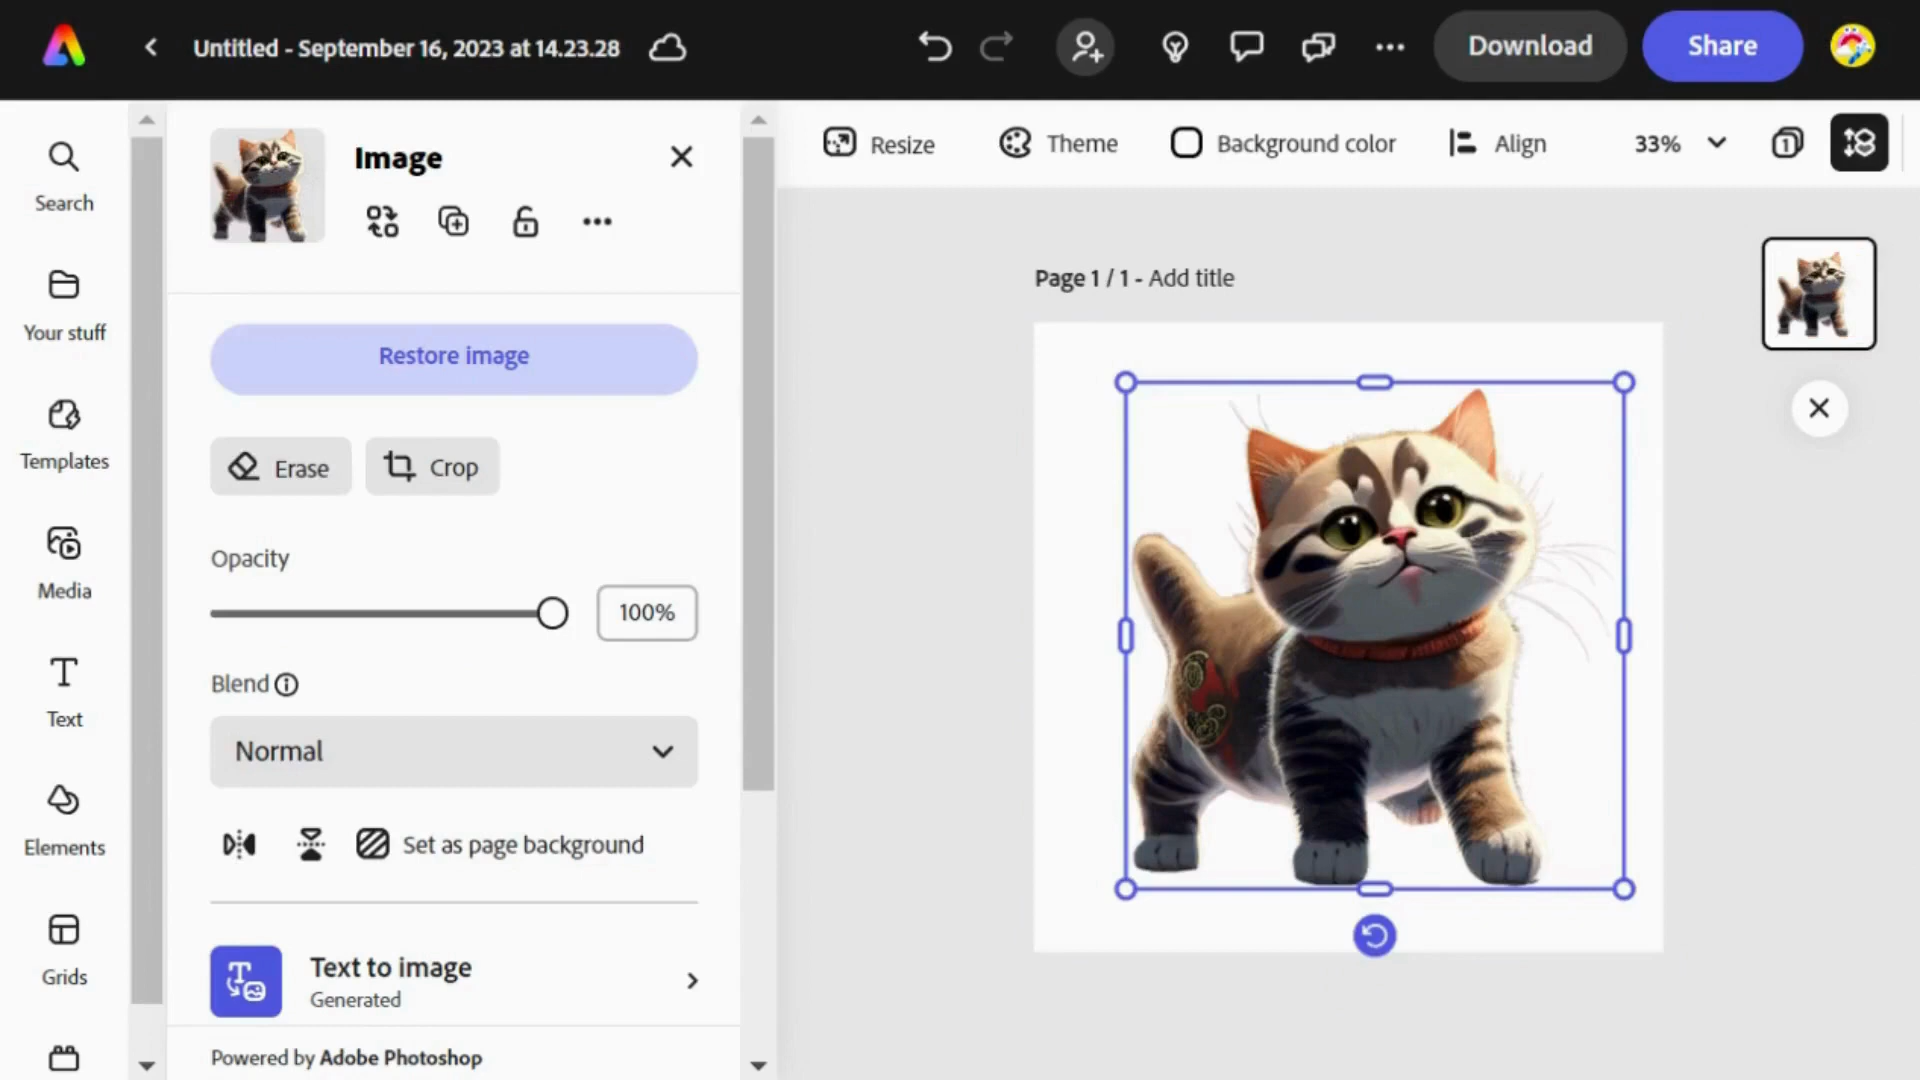 Untitled - September 16, 2023 at 14.23.28
Download
Share
Search
Your stuff
Templates
Media
Text
Elements
Grids
Image
Restore image
Erase
Crop
Opacity
100%
Blend
Normal
Set as page background
Text to image
Generated
Powered by Adobe Photoshop
Resize
Theme
Background color
Align
33%
1
Page 1 / 1 - Add title